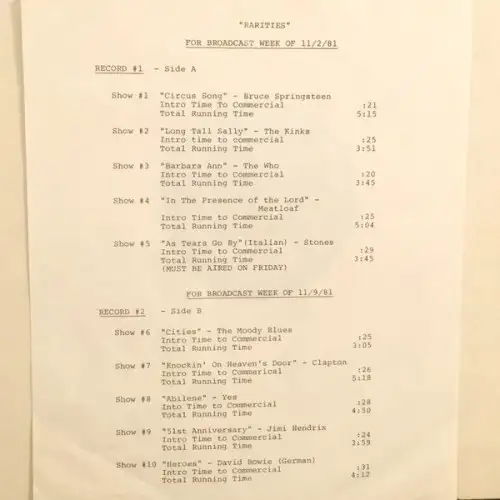 "RARITIES"
FOR BROADCAST WEEK OF 11/2/81
RECORD #1 - Side A
Show #1 "Circus Song" - Bruce Springsteen
Intro Time To Commercial :21
Total Running Time 5:15
Show #2 "Long Tall Sally" - The Kinks
Intro time to commercial :25
Total Running Time 3:51
Show #3 "Barbara Ann" - The Who
Intro Time To Commercial :20
Total Running Time 3:45
Show #4 "In The Presence of the Lord" -
Meatloaf
Intro Time to Commercial :25
Total Running Time 5:04
Show #5 "As Tears Go By"(Italian) - Stones
Intro Time to Commercial :29
Total Running Time 3:45
(MUST BE AIRED ON FRIDAY)
FOR BROADCAST WEEK OF 11/9/81
RECORD #2 - Side B
Show #6 "Cities" - The Moody Blues
Intro Time to Commercial :25
Total Running Time 3:05
Show #7 "Knockin' On Heaven's Door" - Clapton
Intro Time to Commerical :26
Total Running Time 5:18
Show #8 "Abilene" - Yes
Into Time to Commercial :28
Total Running Time 4:50
Show #9 "51st Anniversary" - Jimi Hendrix
Intro Time to Commercial :24
Total Running Time 3:59
Show #10 "Heroes" - David Bowie (German)
Intro Time to Commercial :31
Total Running Time 4:12